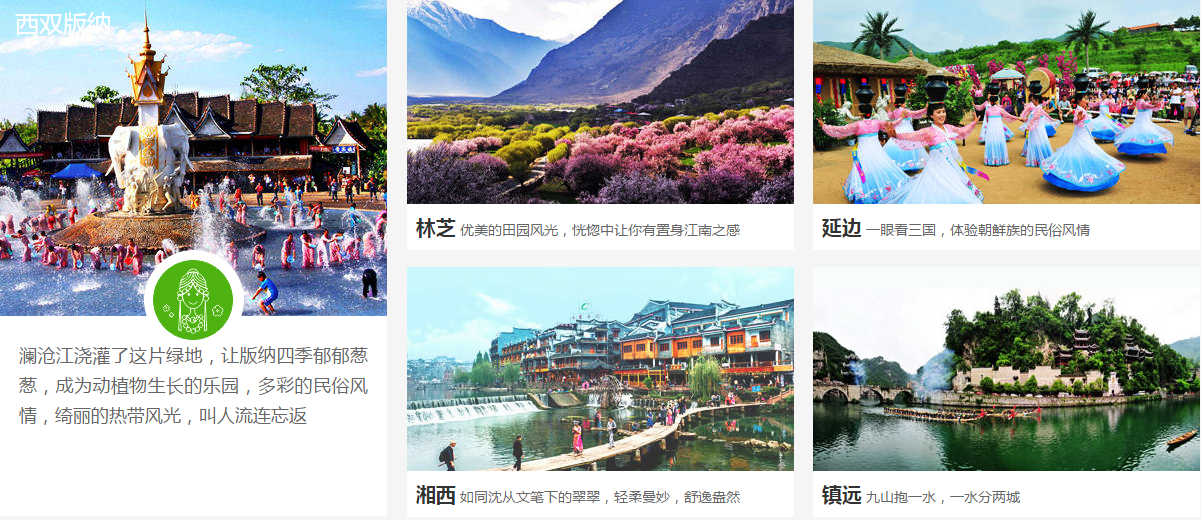 西双版纳
澜沧江浇灌了这片绿地，让版纳四季郁郁葱
葱，成为动植物生长的乐园，多彩的民俗风
情，绮丽的热带风光，叫人流连忘返
林芝 优美的田园风光，恍惚中让你有置身江南之感
延边 一眼看三国，体验朝鲜族的民俗风情
湘西 如同沈从文笔下的翠翠，轻柔曼妙，舒逸盎然
镇远 九山抱一水，一水分两城